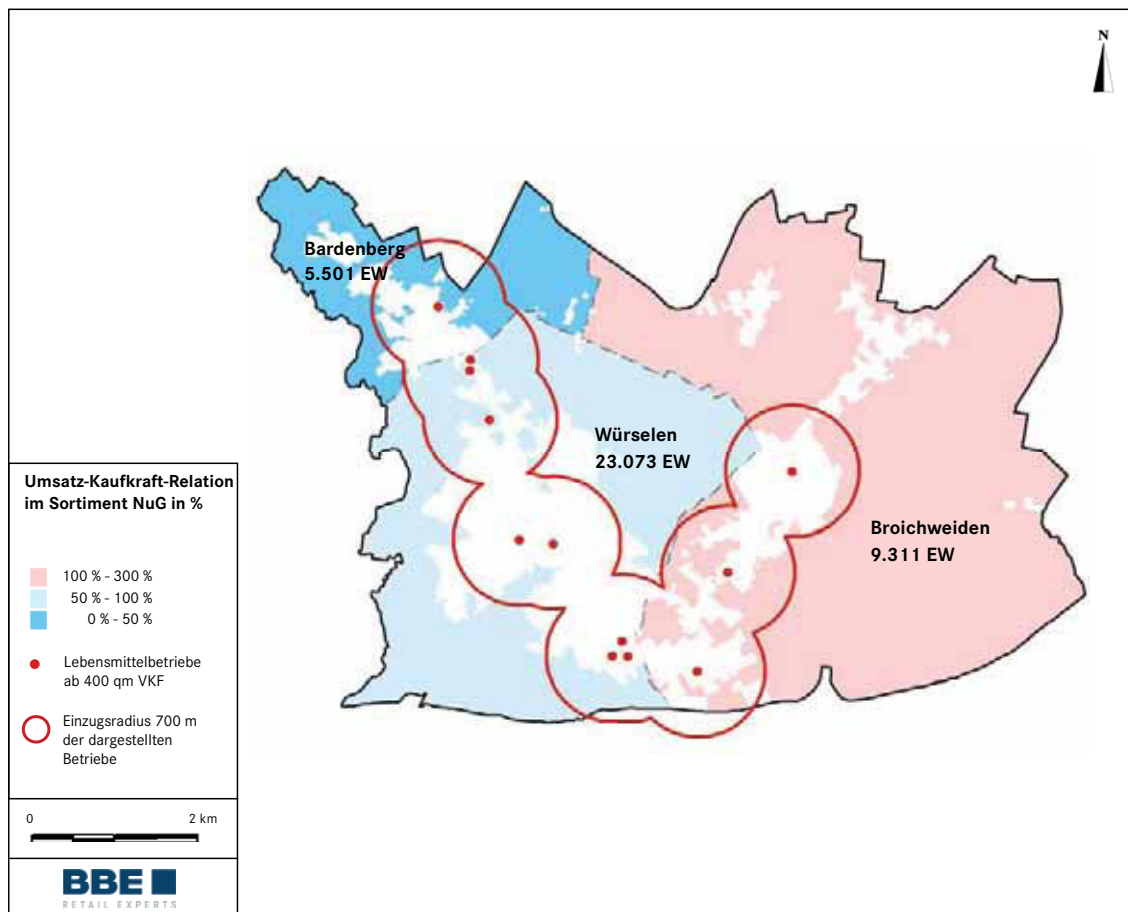 N
Bardenberg
5.501 EW
Würselen
23.073 EW
Broichweiden
9.311 EW
Umsatz-Kaufkraft-Relation
im Sortiment NuG in %
100 % - 300 %
50 % - 100 %
0 % - 50 %
Lebensmittelbetriebe
ab 400 qm VKF
Einzugsradius 700 m
der dargestellten
Betriebe
0 2 km
BBE
RETAIL EXPERTS